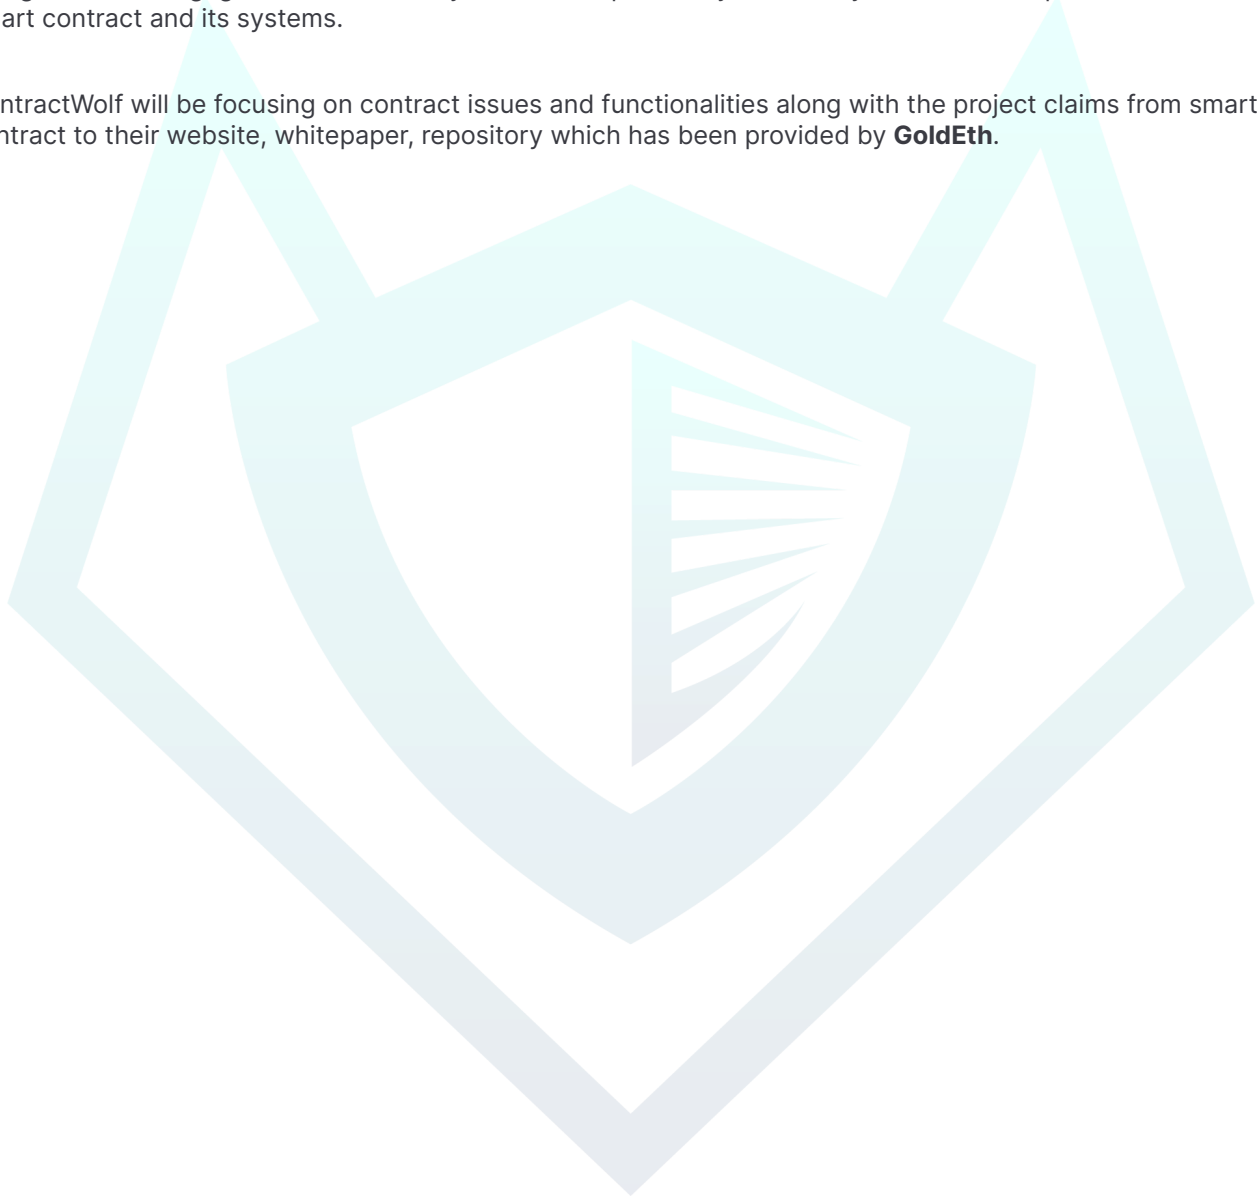 art contract and its systems.
ntractWolf will be focusing on contract issues and functionalities along with the project claims from smart
ntract to their website, whitepaper, repository which has been provided by GoldEth.